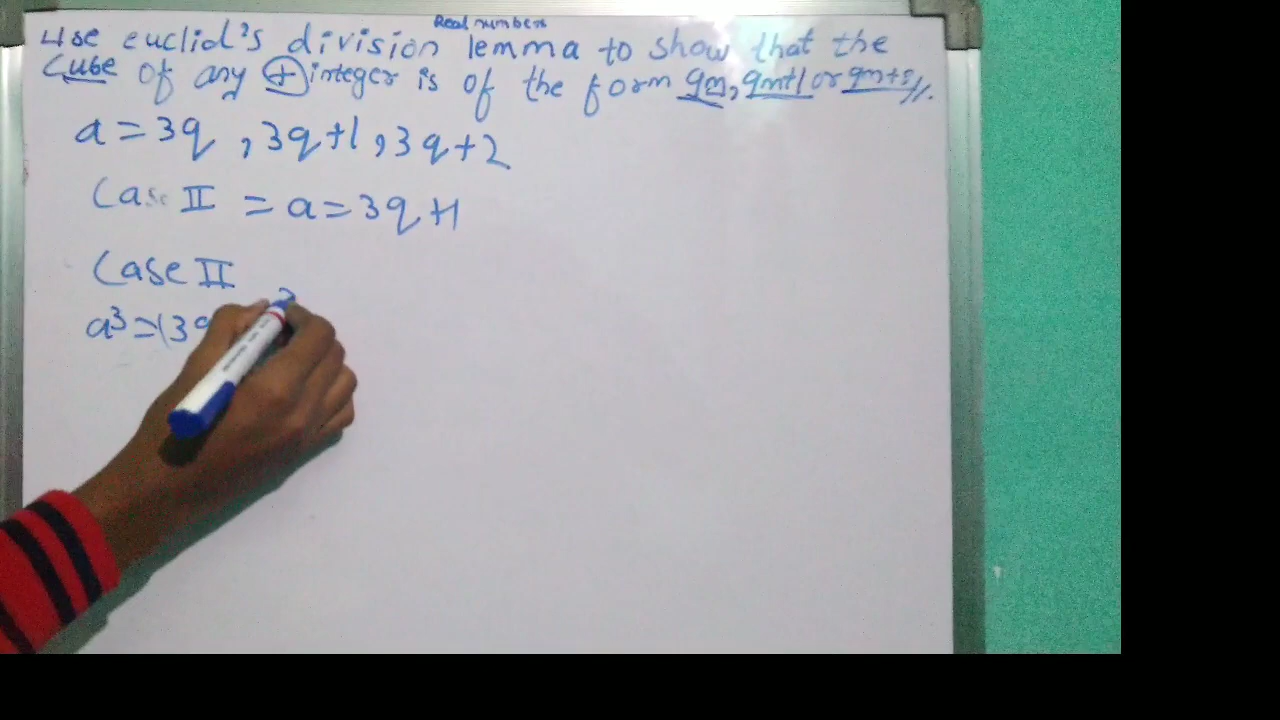 Real numbers
Use euclid's division lemma to show that the
Cube of any + integer is of the form 9m, 9m+1 or 9m+8//.
a = 3q , 3q+1 , 3q+2
Case II = a = 3q+1
Case II
a³ = (3q